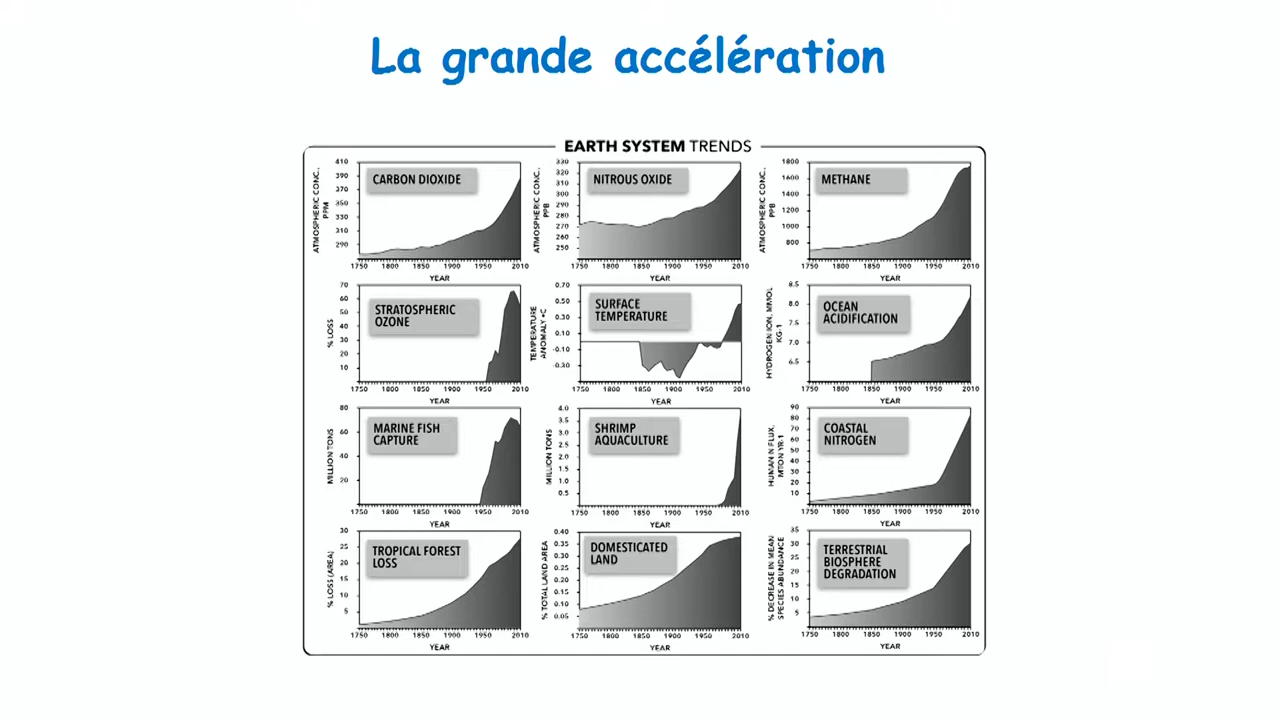 La grande accélération
EARTH SYSTEM TRENDS
CARBON DIOXIDE
ATMOSPHERIC CONC.,
PPM
410
390
370
350
330
310
290
1750 1800 1850 1900 1950 2010
YEAR
NITROUS OXIDE
ATMOSPHERIC CONC.,
PPB
330
320
310
300
290
280
270
260
250
1750 1800 1850 1900 1950 2010
YEAR
METHANE
ATMOSPHERIC CONC.,
PPB
1800
1600
1400
1200
1000
800
1750 1800 1850 1900 1950 2010
YEAR
STRATOSPHERIC
OZONE
% LOSS
70
60
50
40
30
20
10
1750 1800 1850 1900 1950 2010
YEAR
SURFACE
TEMPERATURE
TEMPERATURE
ANOMALY °C
0.70
0.50
0.30
0.10
-0.10
-0.30
1750 1800 1850 1900 1950 2010
YEAR
OCEAN
ACIDIFICATION
HYDROGEN ION, MMOL
KG-1
8.5
8.0
7.5
7.0
6.5
1750 1800 1850 1900 1950 2010
YEAR
MARINE FISH
CAPTURE
MILLION TONS
80
60
40
20
1750 1800 1850 1900 1950 2010
YEAR
SHRIMP
AQUACULTURE
MILLION TONS
4.0
3.5
3.0
2.5
2.0
1.5
1.0
0.5
1750 1800 1850 1900 1950 2010
YEAR
COASTAL
NITROGEN
HUMAN N FLUX,
MTON YR-1
90
80
70
60
50
40
30
20
10
1750 1800 1850 1900 1950 2010
YEAR
TROPICAL FOREST
LOSS
% LOSS (AREA)
30
25
20
15
10
5
1750 1800 1850 1900 1950 2010
YEAR
DOMESTICATED
LAND
% TOTAL LAND AREA
0.40
0.35
0.30
0.25
0.20
0.15
0.10
0.05
1750 1800 1850 1900 1950 2010
YEAR
TERRESTRIAL
BIOSPHERE
DEGRADATION
% DECREASE IN MEAN
SPECIES ABUNDANCE
35
30
25
20
15
10
5
1750 1800 1850 1900 1950 2010
YEAR